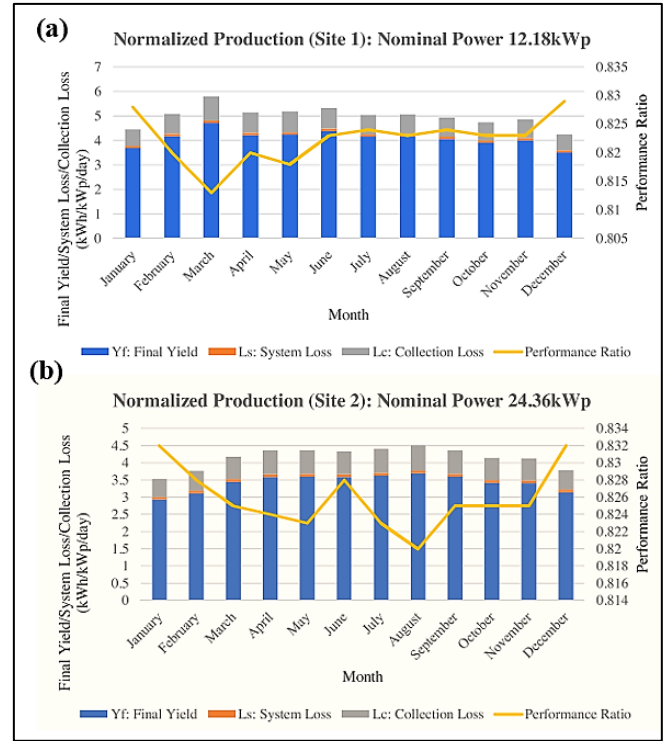 (a)
Normalized Production (Site 1): Nominal Power 12.18kWp
Final Yield/System Loss/Collection Loss
(kWh/kWp/day)
7
6
5
4
3
2
1
0
0.835
0.83
0.825
0.82
0.815
0.81
0.805
Performance Ratio
January
February
March
April
May
June
July
August
September
October
November
December
Month
Yf: Final Yield
Ls: System Loss
Lc: Collection Loss
Performance Ratio
(b)
Normalized Production (Site 2): Nominal Power 24.36kWp
Final Yield/System Loss/Collection Loss
(kWh/kWp/day)
5
4.5
4
3.5
3
2.5
2
1.5
1
0.5
0
0.834
0.832
0.83
0.828
0.826
0.824
0.822
0.820
0.818
0.816
0.814
Performance Ratio
January
February
March
April
May
June
July
August
September
October
November
December
Month
Yf: Final Yield
Ls: System Loss
Lc: Collection Loss
Performance Ratio